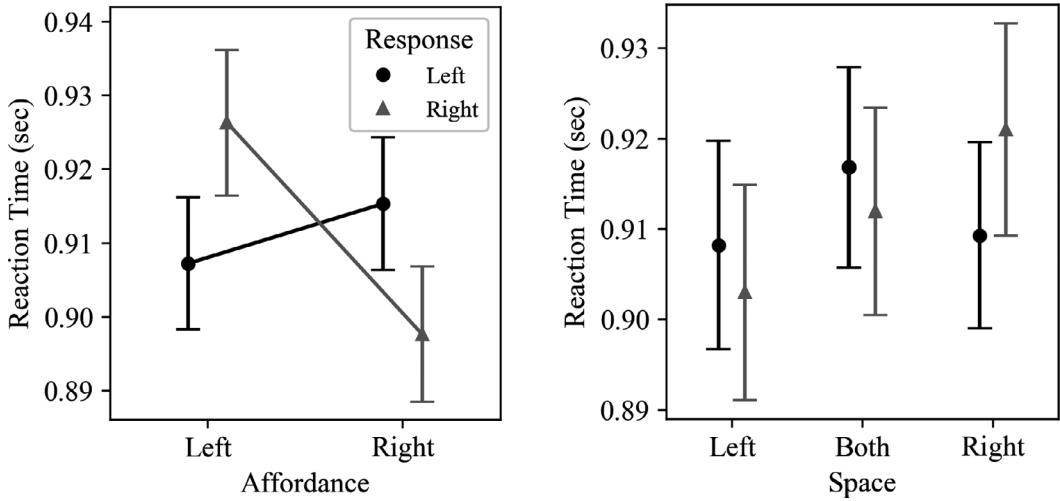 Reaction Time (sec)
0.94
0.93
0.92
0.91
0.90
0.89
Response
Left
Right
Left Right
Affordance
Reaction Time (sec)
0.93
0.92
0.91
0.90
0.89
Left Both Right
Space